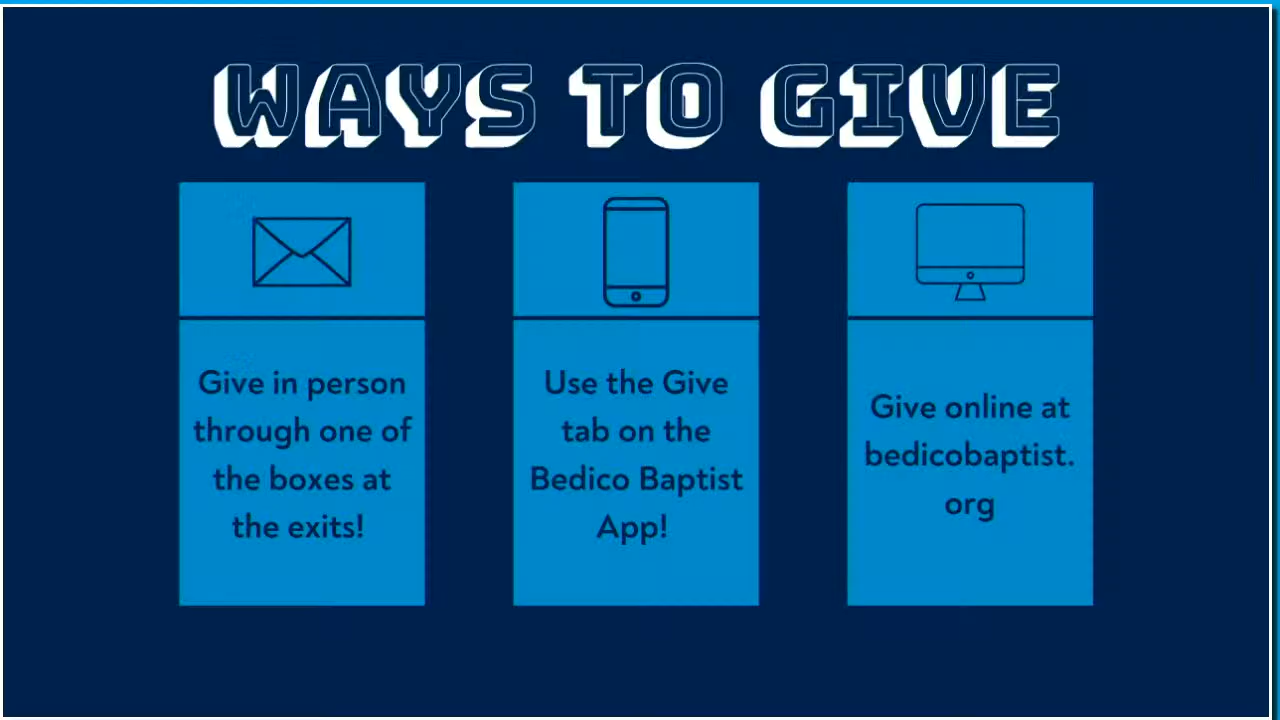 WAYS TO GIVE
Give in person
through one of
the boxes at
the exits!
Use the Give
tab on the
Bedico Baptist
App!
Give online at
bedicobaptist.
org